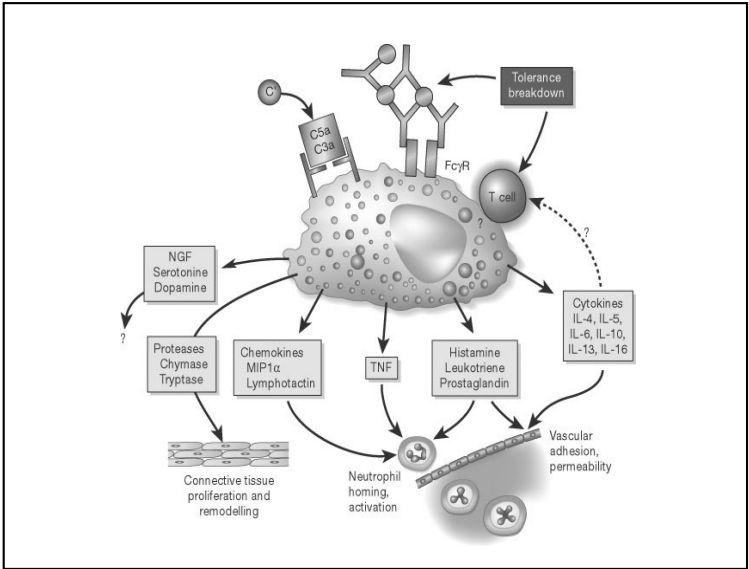 C'
C5a
C3a
Tolerance
breakdown
FcγR
T cell
?
?
NGF
Serotonine
Dopamine
?
Proteases
Chymase
Tryptase
Chemokines
MIP1α
Lymphotactin
TNF
Histamine
Leukotriene
Prostaglandin
Cytokines
IL-4, IL-5,
IL-6, IL-10,
IL-13, IL-16
Connective tissue
proliferation and
remodelling
Neutrophil
homing,
activation
Vascular
adhesion,
permeability